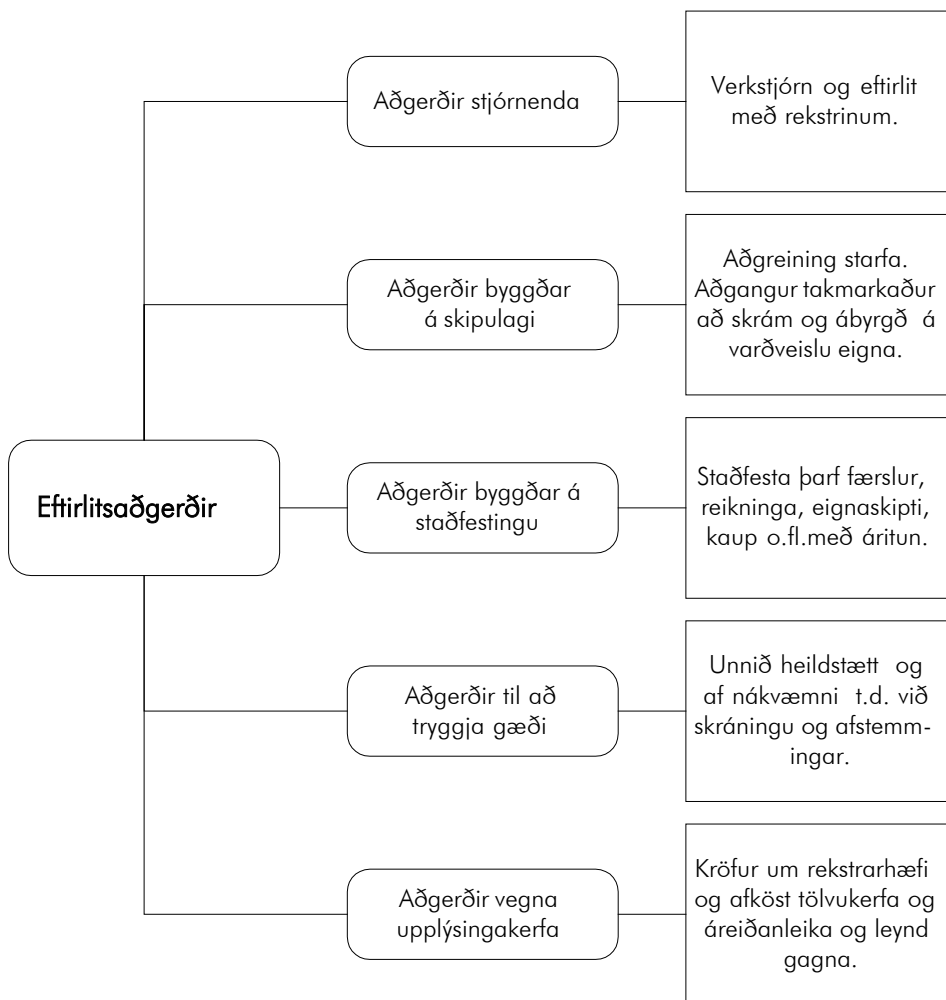 Aðgerðir stjórnenda
Verkstjórn og eftirlit
með rekstrinum.
Aðgerðir byggðar
á skipulagi
Aðgreining starfa.
Aðgangur takmarkaður
að skrám og ábyrgð á
varðveislu eigna.
Eftirlitsaðgerðir
Aðgerðir byggðar á
staðfestingu
Staðfesta þarf færslur,
reikninga, eignaskipti,
kaup o.fl.með áritun.
Aðgerðir til að
tryggja gæði
Unnið heildstætt og
af nákvæmni t.d. við
skráningu og afstemm-
ingar.
Aðgerðir vegna
upplýsingakerfa
Kröfur um rekstrarhæfi
og afköst tölvukerfa og
áreiðanleika og leynd
gagna.